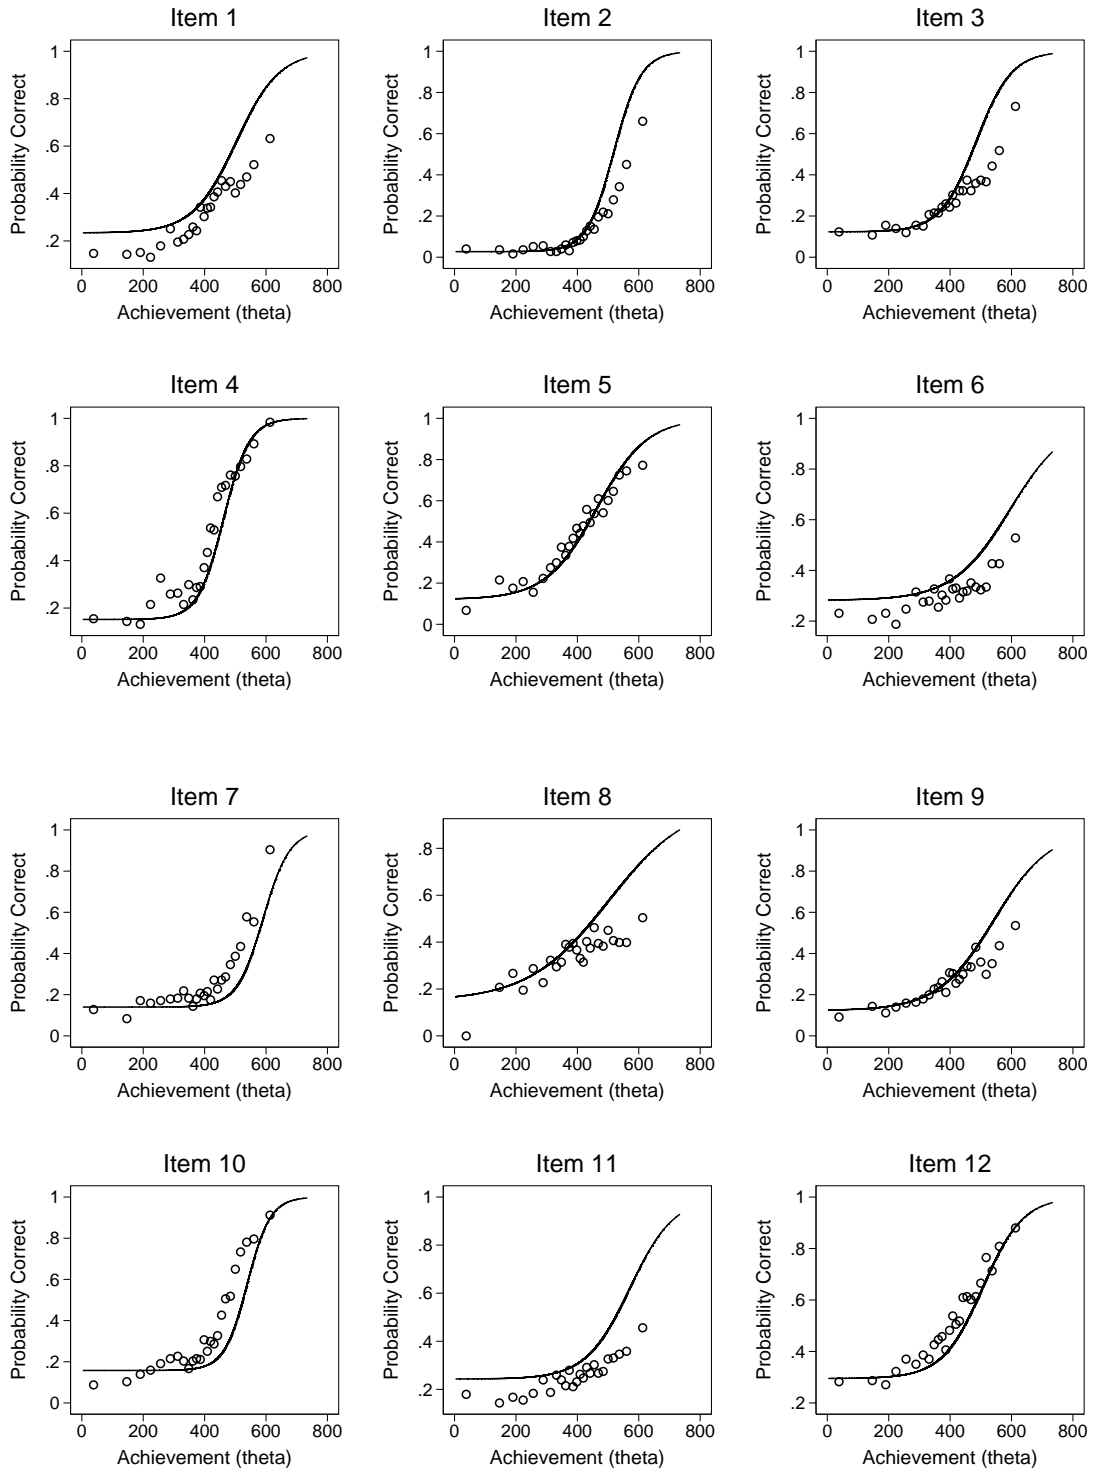 Item 1
Probability Correct
1
.8
.6
.4
.2
0 200 400 600 800
Achievement (theta)
Item 2
Probability Correct
1
.8
.6
.4
.2
0
0 200 400 600 800
Achievement (theta)
Item 3
Probability Correct
1
.8
.6
.4
.2
0
0 200 400 600 800
Achievement (theta)
Item 4
Probability Correct
1
.8
.6
.4
.2
0 200 400 600 800
Achievement (theta)
Item 5
Probability Correct
1
.8
.6
.4
.2
0
0 200 400 600 800
Achievement (theta)
Item 6
Probability Correct
1
.8
.6
.4
.2
0 200 400 600 800
Achievement (theta)
Item 7
Probability Correct
1
.8
.6
.4
.2
0
0 200 400 600 800
Achievement (theta)
Item 8
Probability Correct
.8
.6
.4
.2
0
0 200 400 600 800
Achievement (theta)
Item 9
Probability Correct
1
.8
.6
.4
.2
0
0 200 400 600 800
Achievement (theta)
Item 10
Probability Correct
1
.8
.6
.4
.2
0
0 200 400 600 800
Achievement (theta)
Item 11
Probability Correct
1
.8
.6
.4
.2
0 200 400 600 800
Achievement (theta)
Item 12
Probability Correct
1
.8
.6
.4
.2
0 200 400 600 800
Achievement (theta)